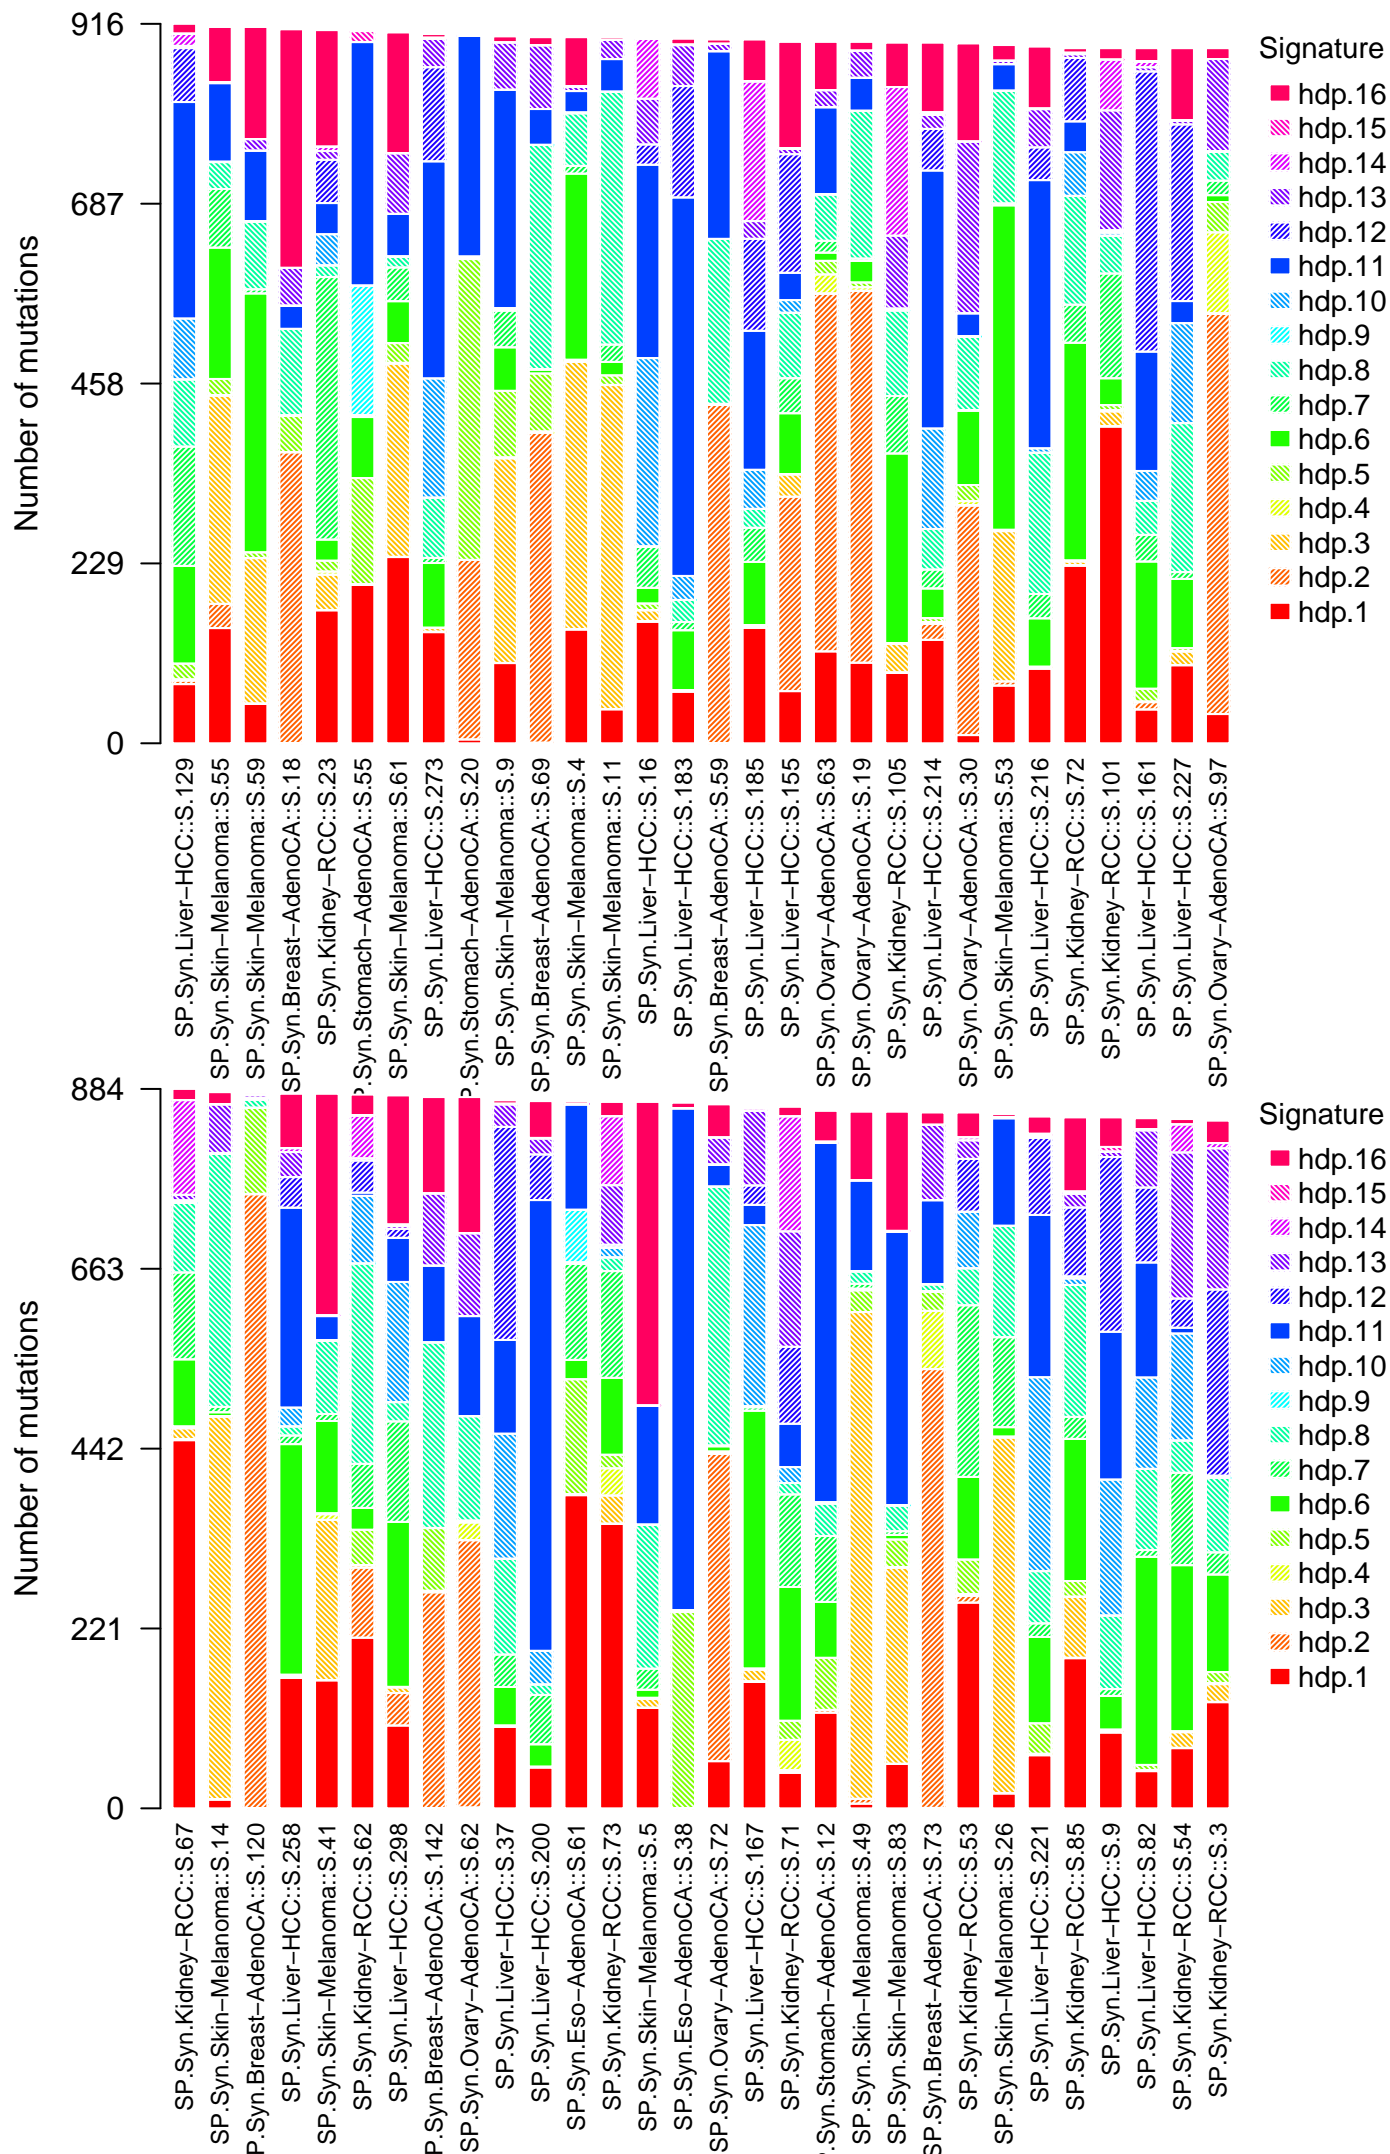 916
687
458
229
0
Number of mutations
Signature
hdp.16
hdp.15
hdp.14
hdp.13
hdp.12
hdp.11
hdp.10
hdp.9
hdp.8
hdp.7
hdp.6
hdp.5
hdp.4
hdp.3
hdp.2
hdp.1
SP.Syn.Liver−HCC::S.129
SP.Syn.Skin−Melanoma::S.55
SP.Syn.Skin−Melanoma::S.59
SP.Syn.Breast−AdenoCA::S.18
SP.Syn.Kidney−RCC::S.23
P.Syn.Stomach−AdenoCA::S.55
SP.Syn.Skin−Melanoma::S.61
SP.Syn.Liver−HCC::S.273
P.Syn.Stomach−AdenoCA::S.20
SP.Syn.Skin−Melanoma::S.9
SP.Syn.Breast−AdenoCA::S.69
SP.Syn.Skin−Melanoma::S.4
SP.Syn.Skin−Melanoma::S.11
SP.Syn.Liver−HCC::S.16
SP.Syn.Liver−HCC::S.183
SP.Syn.Breast−AdenoCA::S.59
SP.Syn.Liver−HCC::S.185
SP.Syn.Liver−HCC::S.155
SP.Syn.Ovary−AdenoCA::S.63
SP.Syn.Ovary−AdenoCA::S.19
SP.Syn.Kidney−RCC::S.105
SP.Syn.Liver−HCC::S.214
SP.Syn.Ovary−AdenoCA::S.30
SP.Syn.Skin−Melanoma::S.53
SP.Syn.Liver−HCC::S.216
SP.Syn.Kidney−RCC::S.72
SP.Syn.Kidney−RCC::S.101
SP.Syn.Liver−HCC::S.161
SP.Syn.Liver−HCC::S.227
SP.Syn.Ovary−AdenoCA::S.97
884
663
442
221
0
Number of mutations
Signature
hdp.16
hdp.15
hdp.14
hdp.13
hdp.12
hdp.11
hdp.10
hdp.9
hdp.8
hdp.7
hdp.6
hdp.5
hdp.4
hdp.3
hdp.2
hdp.1
SP.Syn.Kidney−RCC::S.67
SP.Syn.Skin−Melanoma::S.14
SP.Syn.Breast−AdenoCA::S.120
SP.Syn.Liver−HCC::S.258
SP.Syn.Skin−Melanoma::S.41
SP.Syn.Kidney−RCC::S.62
SP.Syn.Liver−HCC::S.298
SP.Syn.Breast−AdenoCA::S.142
SP.Syn.Ovary−AdenoCA::S.62
SP.Syn.Liver−HCC::S.37
SP.Syn.Liver−HCC::S.200
SP.Syn.Eso−AdenoCA::S.61
SP.Syn.Kidney−RCC::S.73
SP.Syn.Skin−Melanoma::S.5
SP.Syn.Eso−AdenoCA::S.38
SP.Syn.Ovary−AdenoCA::S.72
SP.Syn.Liver−HCC::S.167
SP.Syn.Kidney−RCC::S.71
P.Syn.Stomach−AdenoCA::S.12
SP.Syn.Skin−Melanoma::S.49
SP.Syn.Skin−Melanoma::S.83
SP.Syn.Breast−AdenoCA::S.73
SP.Syn.Kidney−RCC::S.53
SP.Syn.Skin−Melanoma::S.26
SP.Syn.Liver−HCC::S.221
SP.Syn.Kidney−RCC::S.85
SP.Syn.Liver−HCC::S.9
SP.Syn.Liver−HCC::S.82
SP.Syn.Kidney−RCC::S.54
SP.Syn.Kidney−RCC::S.3